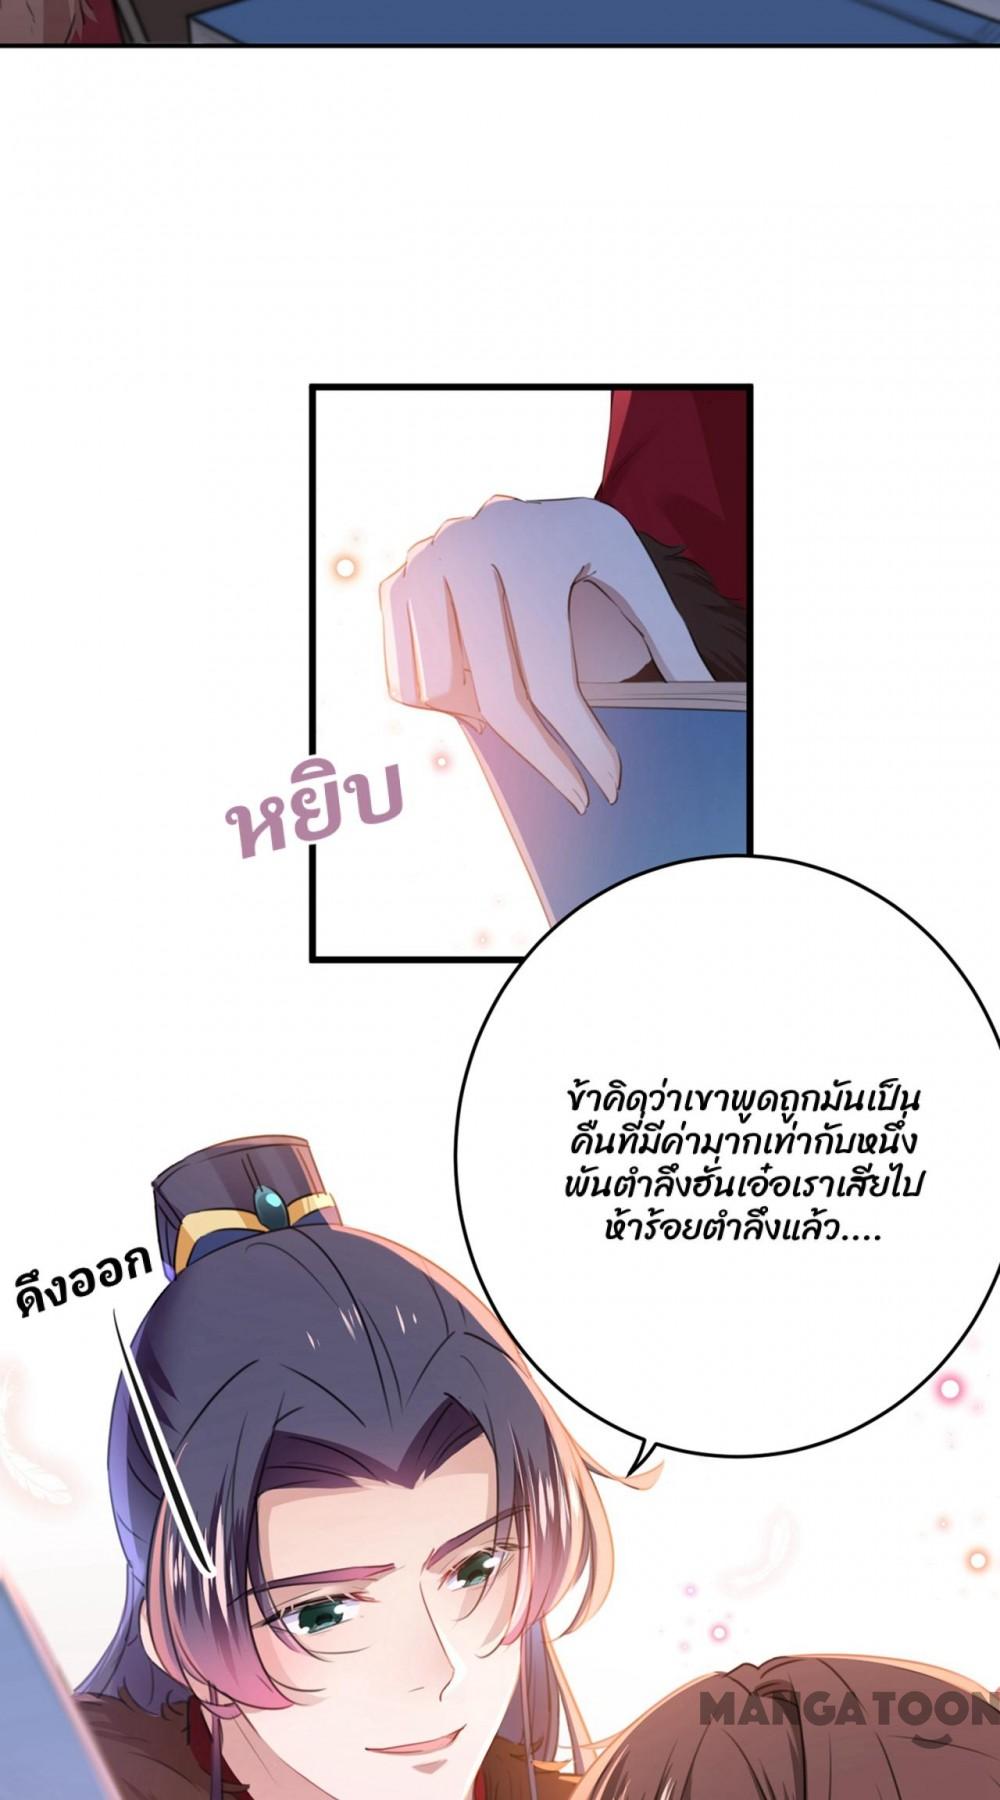 หยิบ
ข้าคิดว่าเขาพูดถูกมันเป็น
คืนที่มีค่ามากเท่ากับหนึ่ง
พันตำลึงฮั่นเอ๋อเราเสียไป
ห้าร้อยตำลึงแล้ว....
ดึงออก
MANGATOON